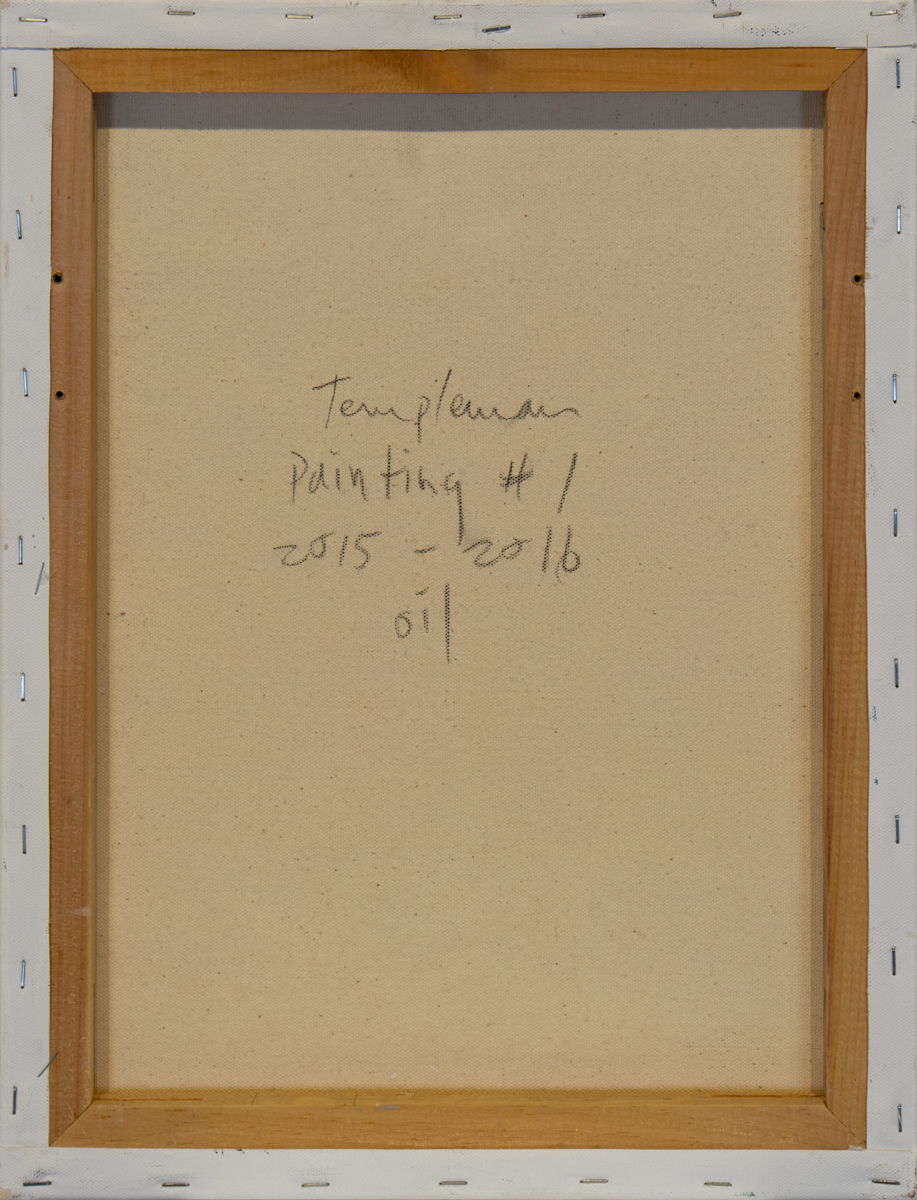 Templeman
Painting # 1
2015 - 2016
oil